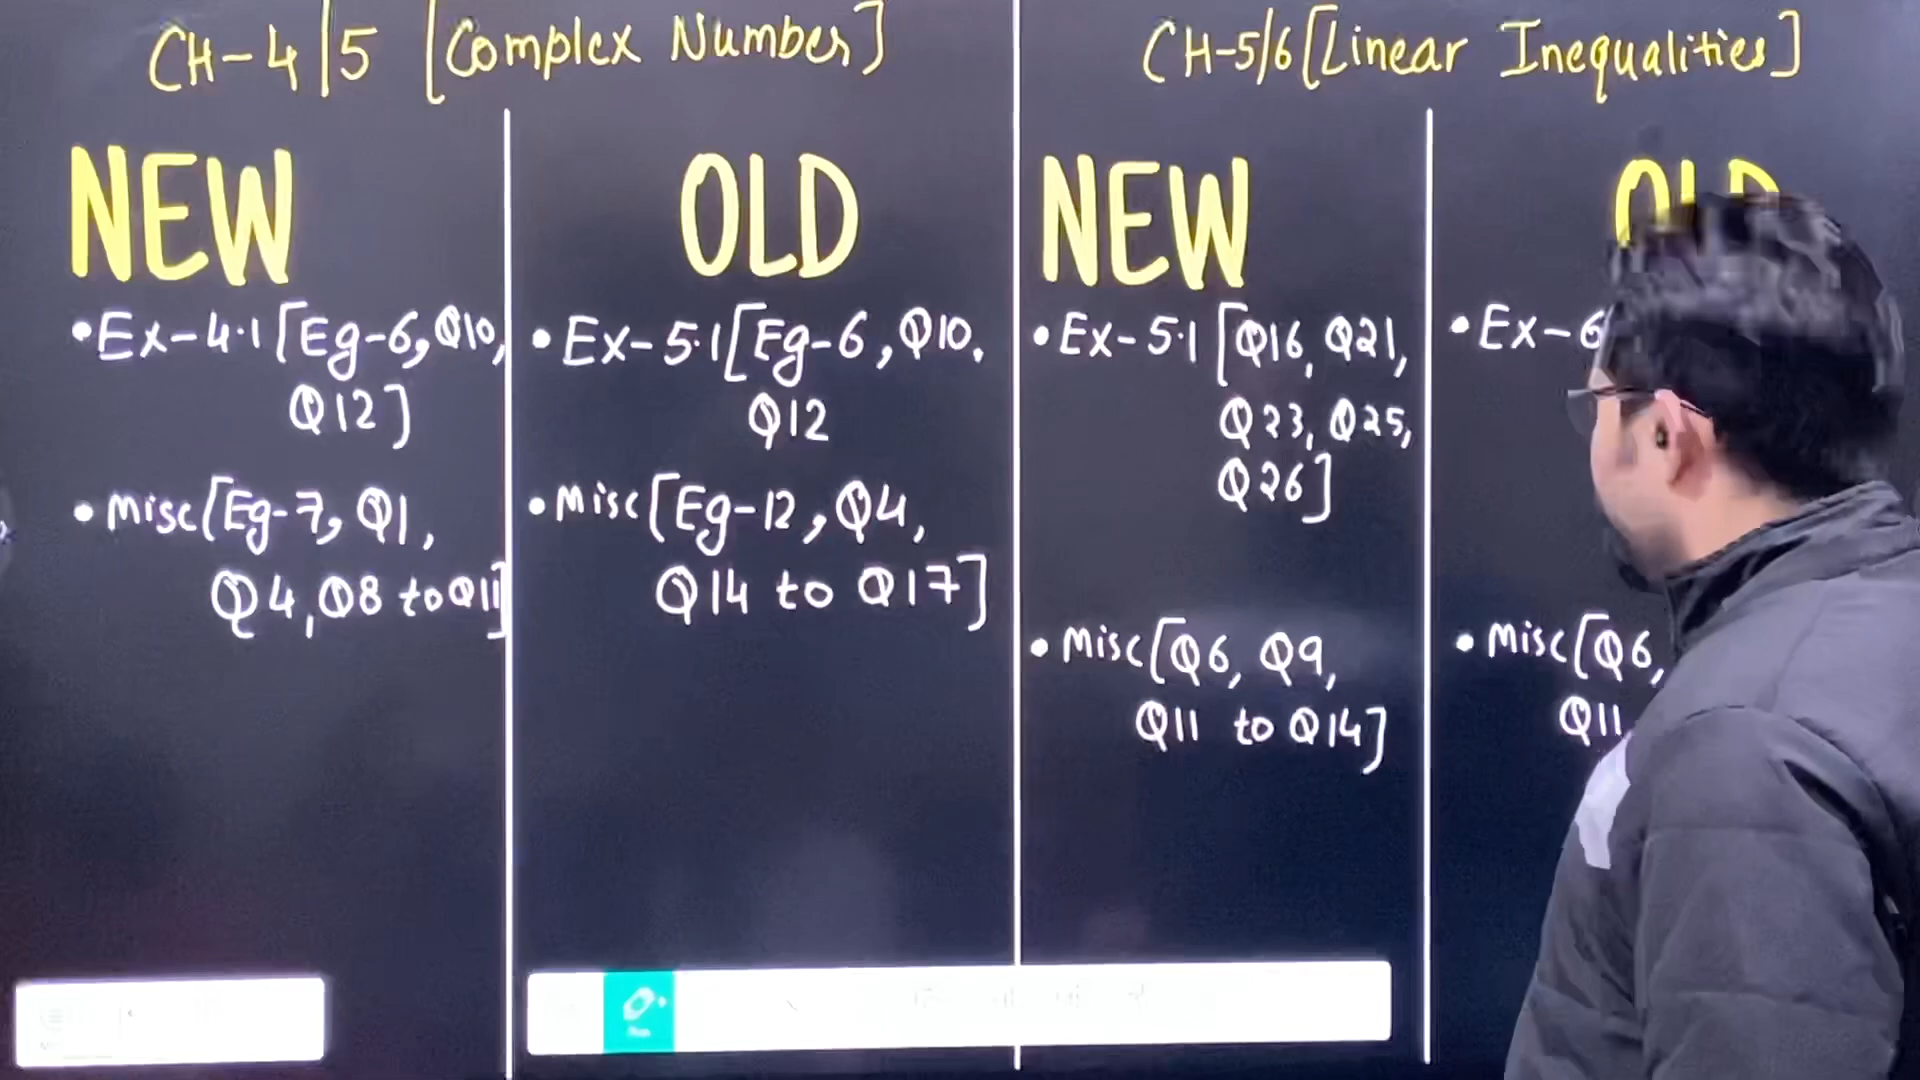 CH-4/5 [Complex Number]
NEW
• Ex-4.1 [Eg-6, Q10,
Q12]
• Misc [Eg-7, Q1,
Q4, Q8 to Q11]
OLD
• Ex-5.1 [Eg-6, Q10,
Q12
• Misc [Eg-12, Q4,
Q14 to Q17]
CH-5/6 [Linear Inequalities]
NEW
• Ex-5.1 [Q16, Q21,
Q23, Q25,
Q26]
• Misc [Q6, Q9,
Q11 to Q14]
OLD
• Ex-6
• Misc [Q6,
Q11